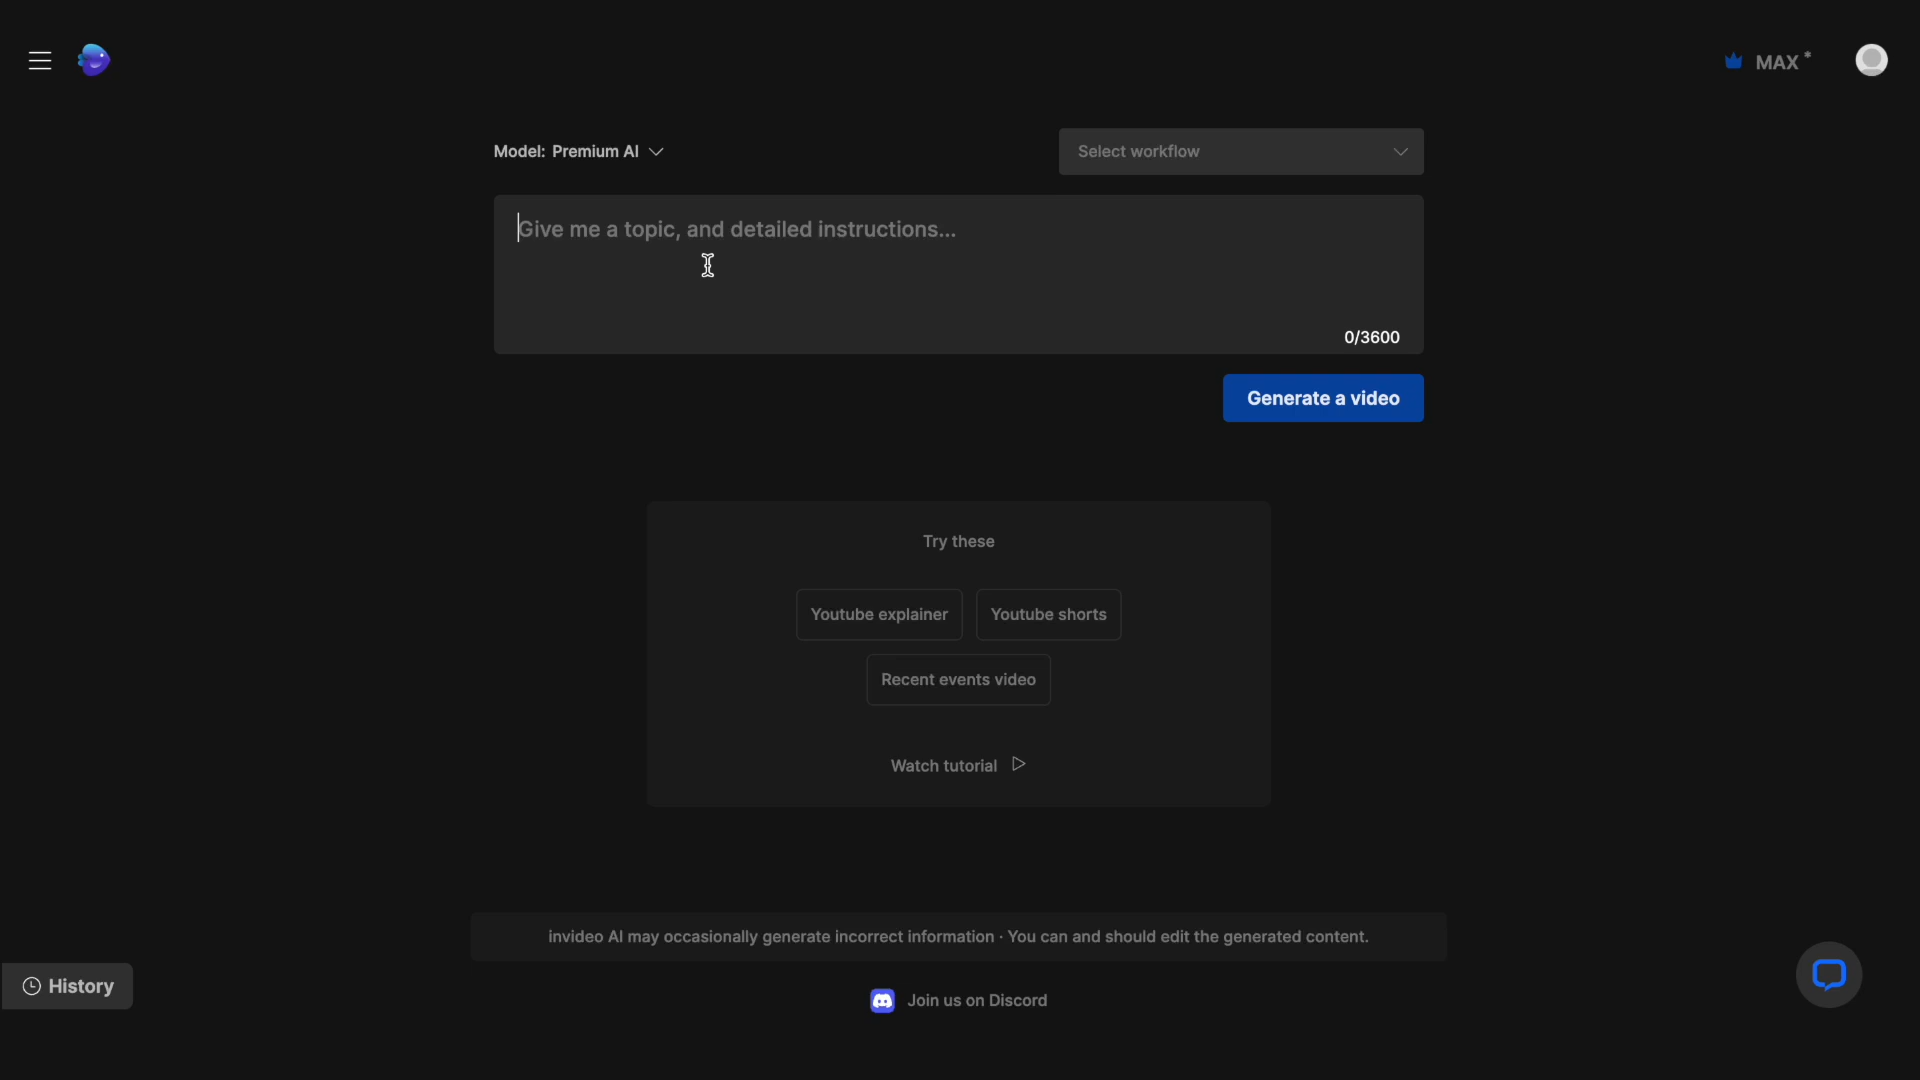 MAX *
Model: Premium AI
Select workflow
Give me a topic, and detailed instructions...
0/3600
Generate a video
Try these
Youtube explainer
Youtube shorts
Recent events video
Watch tutorial
invideo AI may occasionally generate incorrect information · You can and should edit the generated content.
History
Join us on Discord